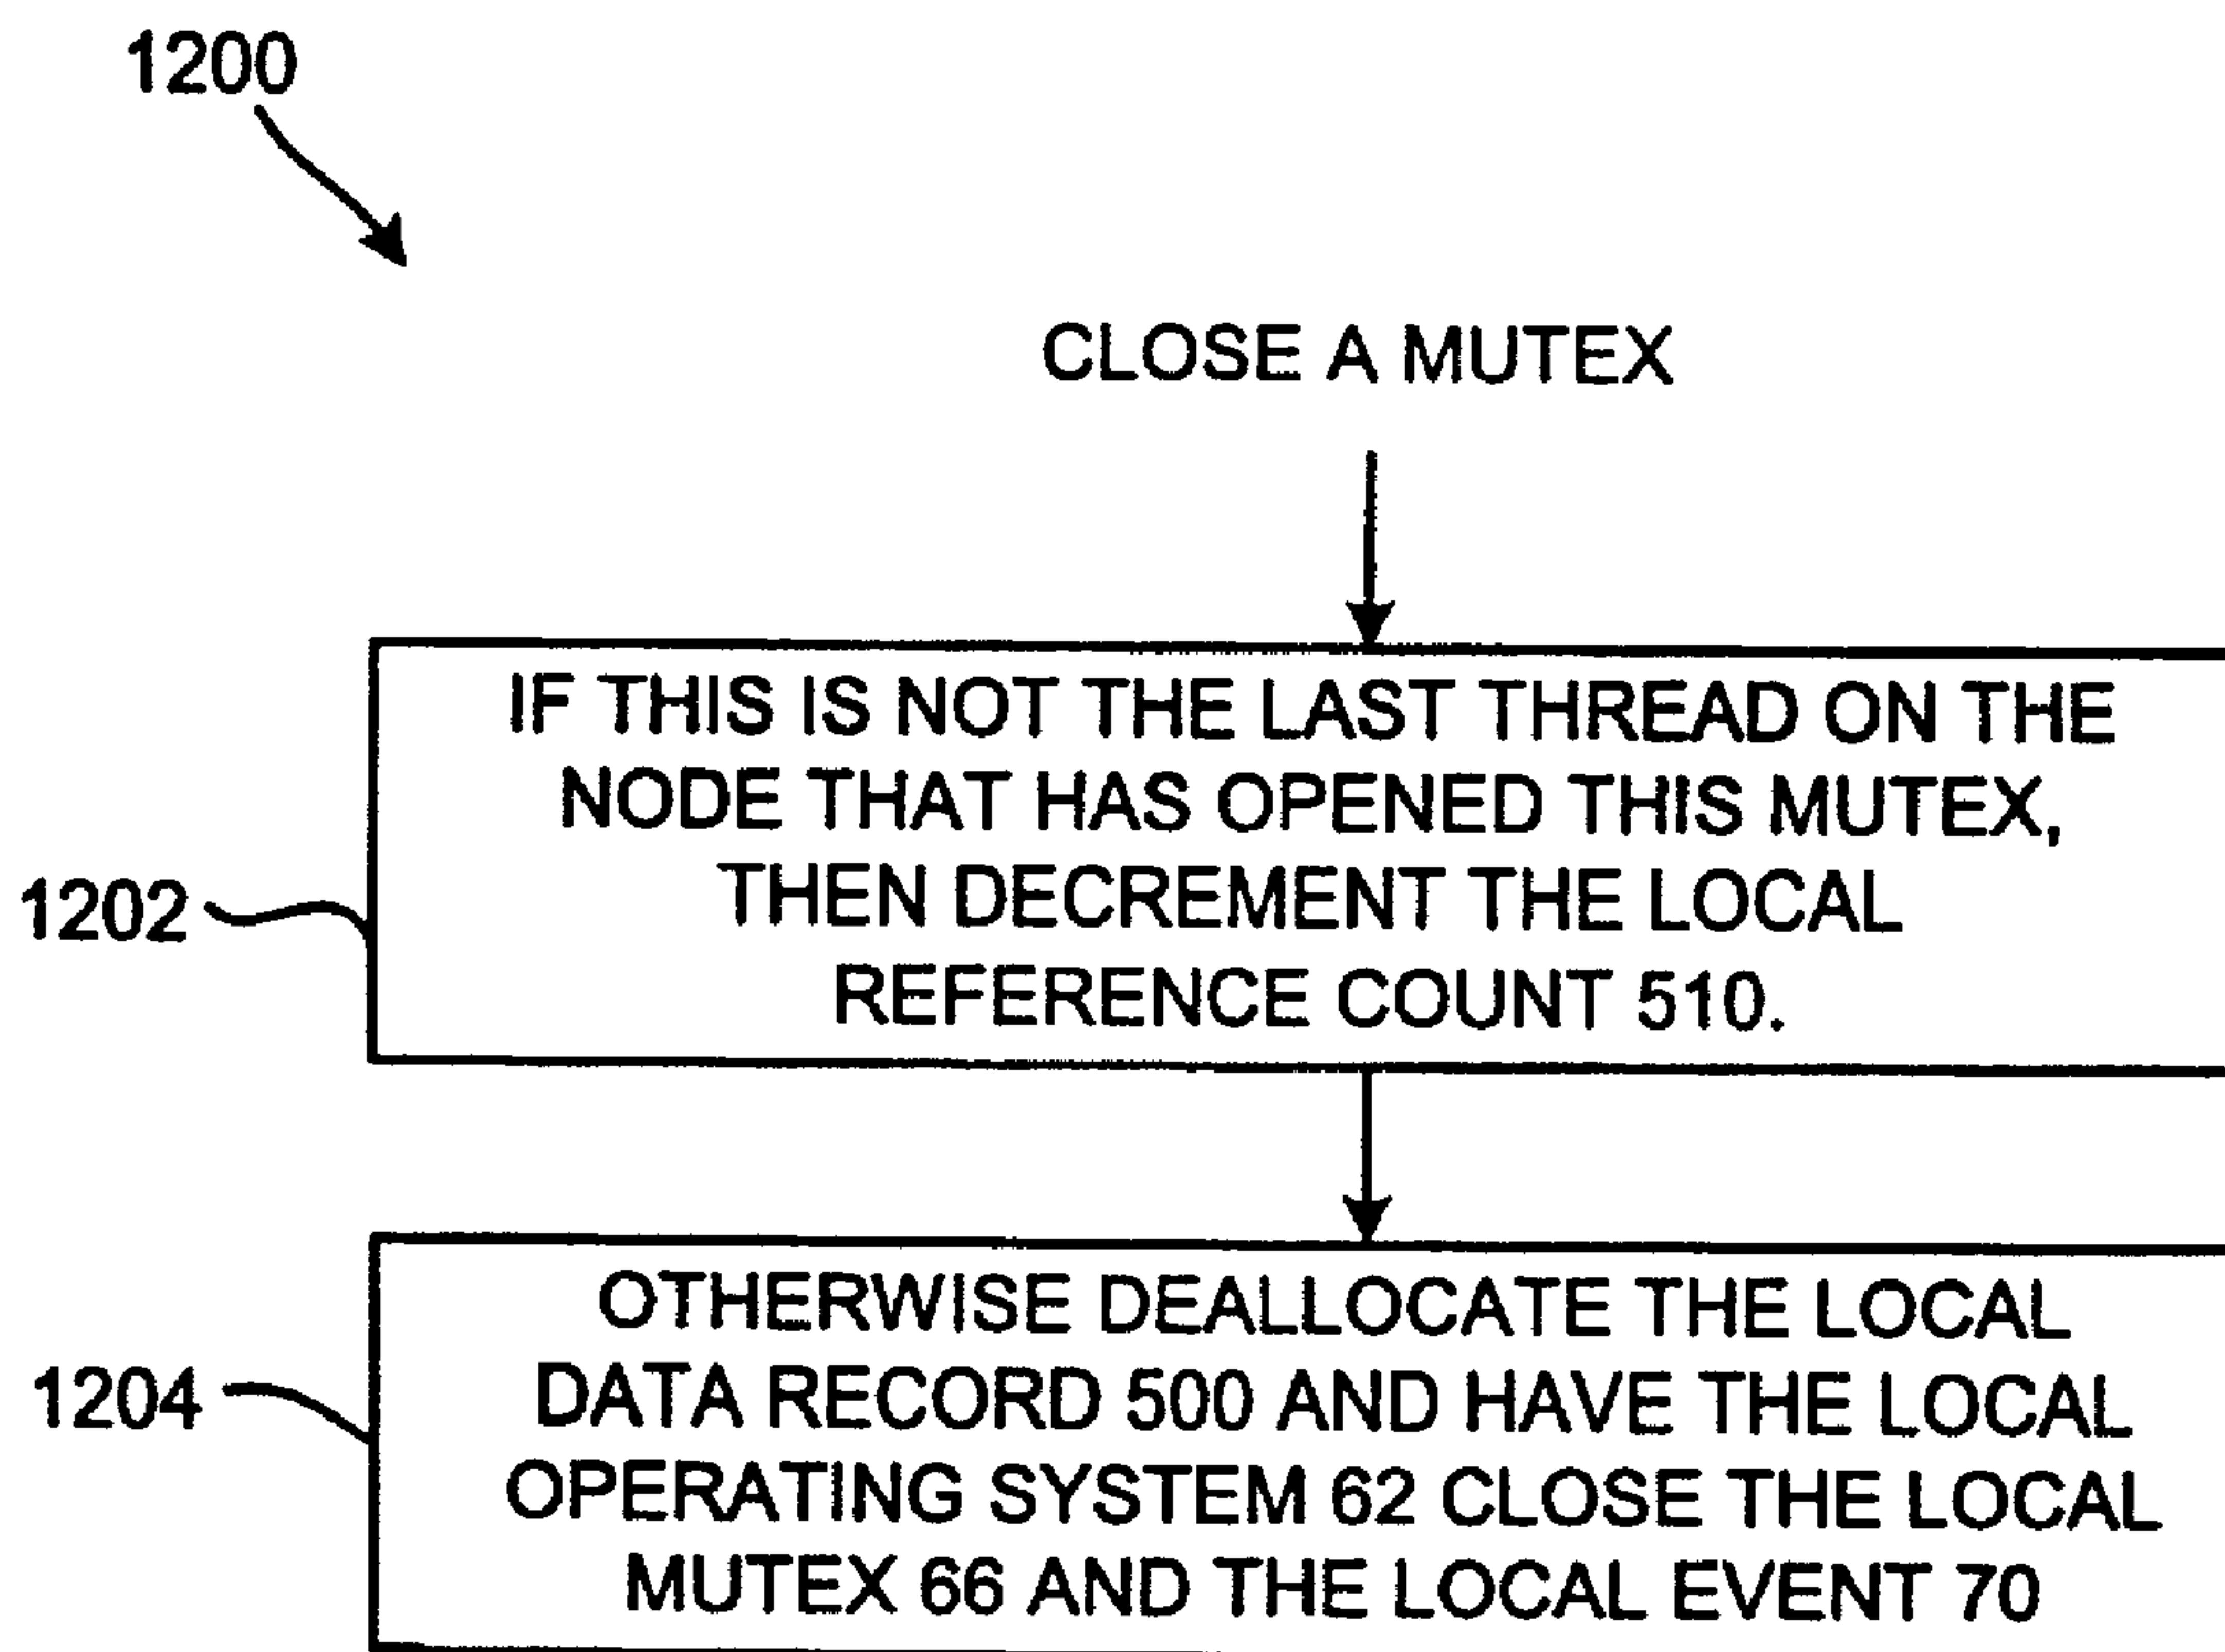 1200
CLOSE A MUTEX
IF THIS IS NOT THE LAST THREAD ON THE
NODE THAT HAS OPENED THIS MUTEX,
THEN DECREMENT THE LOCAL
REFERENCE COUNT 510.
1202
OTHERWISE DEALLOCATE THE LOCAL
DATA RECORD 500 AND HAVE THE LOCAL
OPERATING SYSTEM 62 CLOSE THE LOCAL
MUTEX 66 AND THE LOCAL EVENT 70
1204